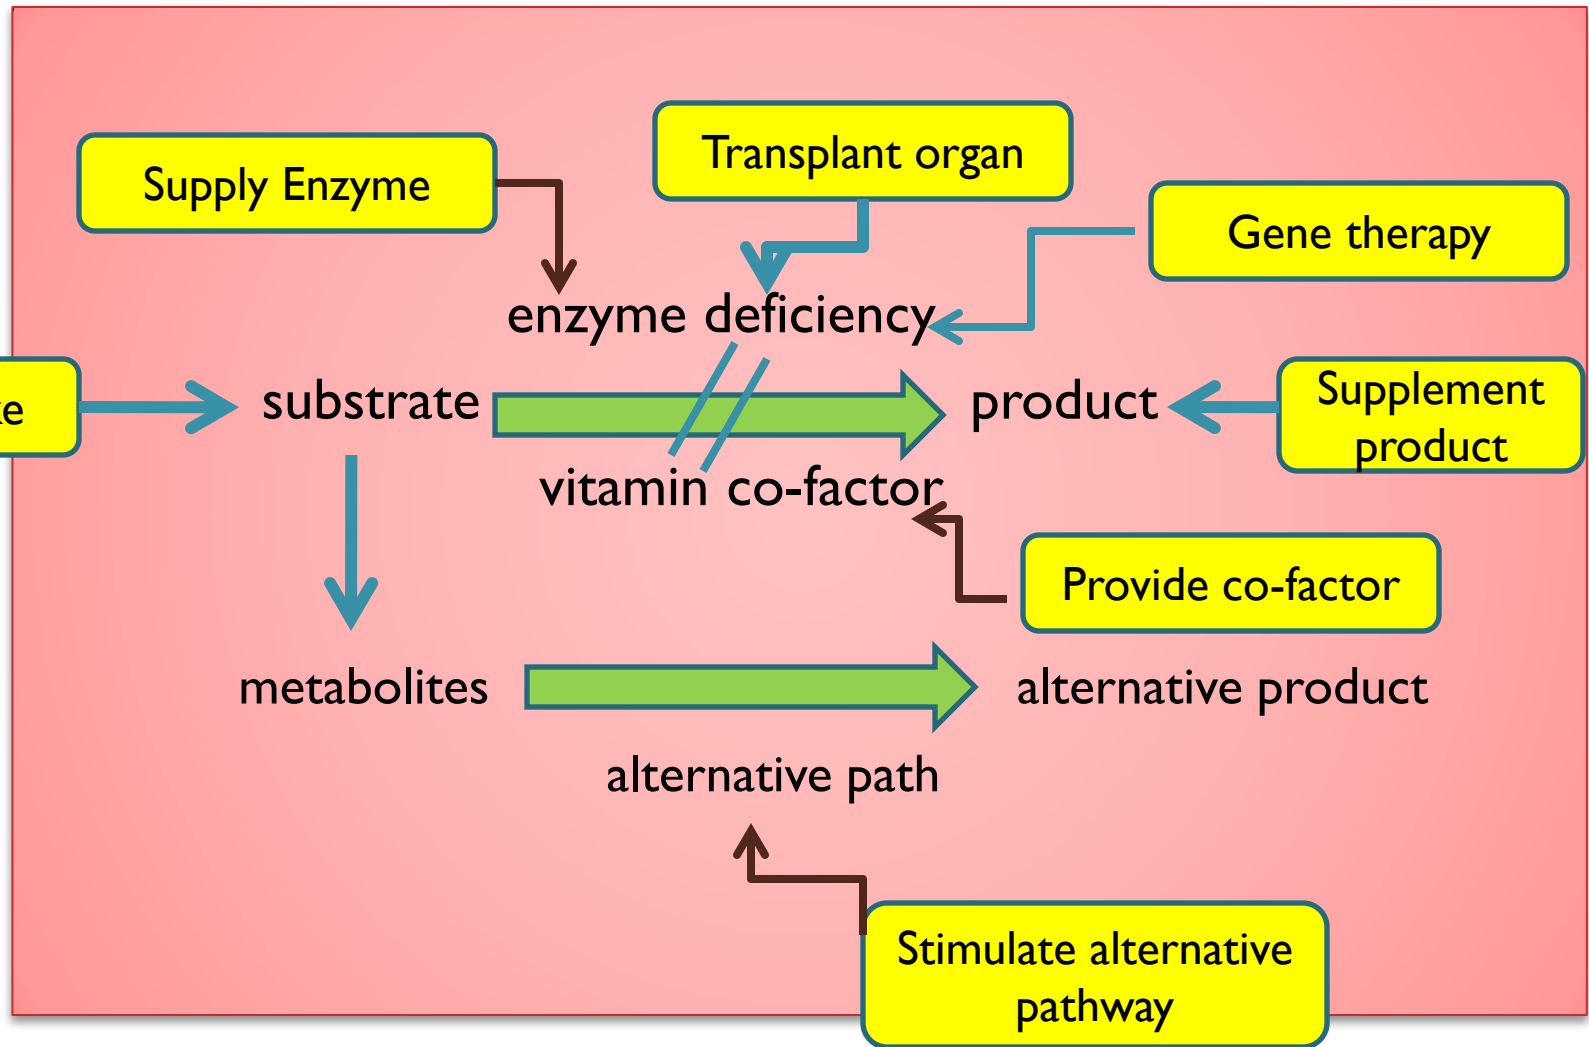 Transplant organ
Supply Enzyme
Gene therapy
enzyme deficiency
substrate
product
Supplement
product
vitamin co-factor
Provide co-factor
metabolites
alternative product
alternative path
Stimulate alternative
pathway